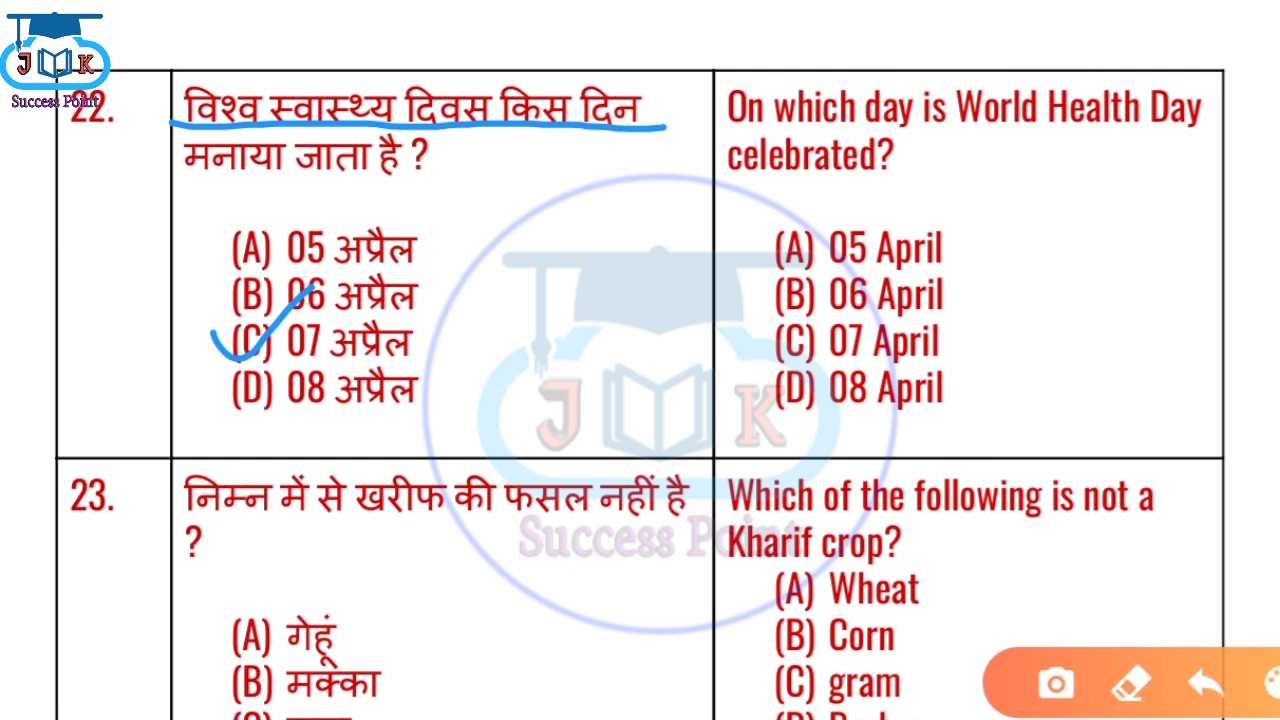 J K
Success Point
22.
विश्व स्वास्थ्य दिवस किस दिन
मनाया जाता है ?
(A) 05 अप्रैल
(B) 06 अप्रैल
(C) 07 अप्रैल
(D) 08 अप्रैल
On which day is World Health Day
celebrated?
(A) 05 April
(B) 06 April
(C) 07 April
(D) 08 April
J K
Success Point
23.
निम्न में से खरीफ की फसल नहीं है
?
(A) गेहूं
(B) मक्का
Which of the following is not a
Kharif crop?
(A) Wheat
(B) Corn
(C) gram